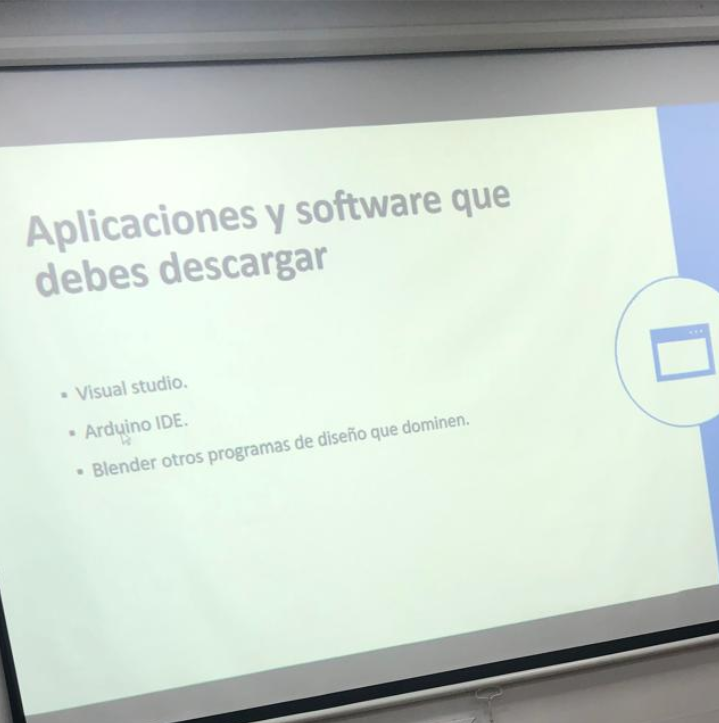 Aplicaciones y software que
debes descargar
▪ Visual studio.
▪ Arduino IDE.
▪ Blender otros programas de diseño que dominen.